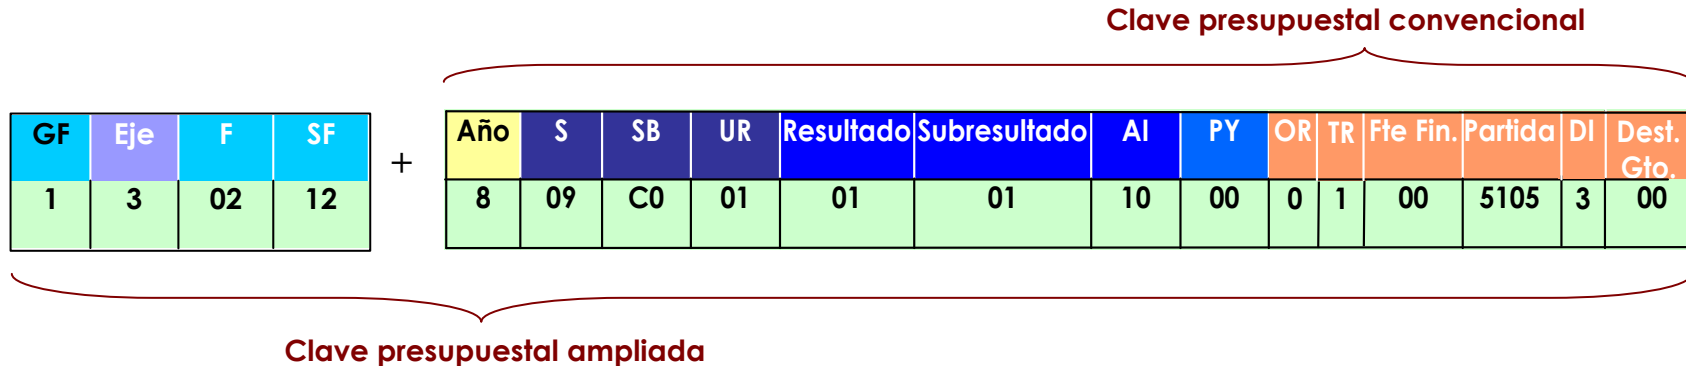 Clave presupuestal convencional
GF Eje F SF
1 3 02 12
+
Año S SB UR Resultado Subresultado AI PY OR TR Fte Fin. Partida DI Dest. Gto.
8 09 C0 01 01 01 10 00 0 1 00 5105 3 00
Clave presupuestal ampliada